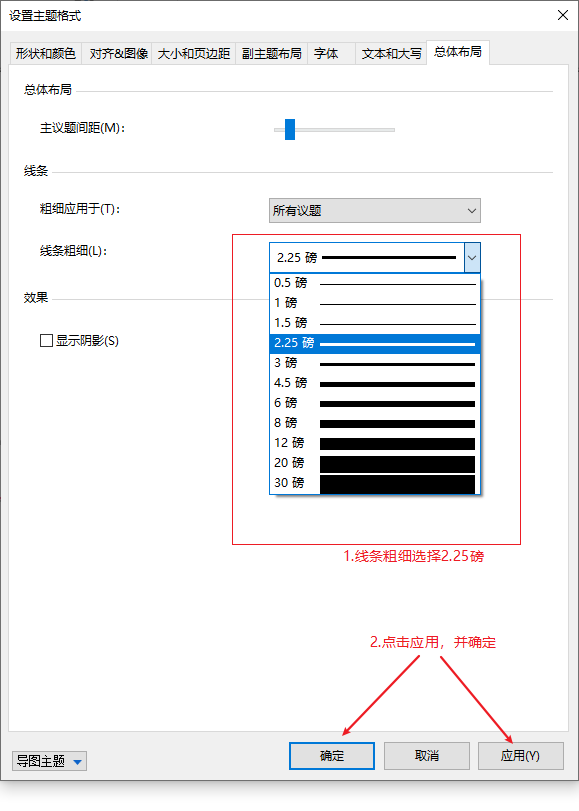 设置主题格式
形状和颜色 对齐&图像 大小和页边距 副主题布局 字体 文本和大写 总体布局
总体布局
主议题间距(M):
线条
粗细应用于(T): 所有议题
线条粗细(L): 2.25 磅
0.5 磅
效果
1 磅
1.5 磅
显示阴影(S)
2.25 磅
3 磅
4.5 磅
6 磅
8 磅
12 磅
20 磅
30 磅
1.线条粗细选择2.25磅
2.点击应用，并确定
导图主题 确定 取消 应用(Y)